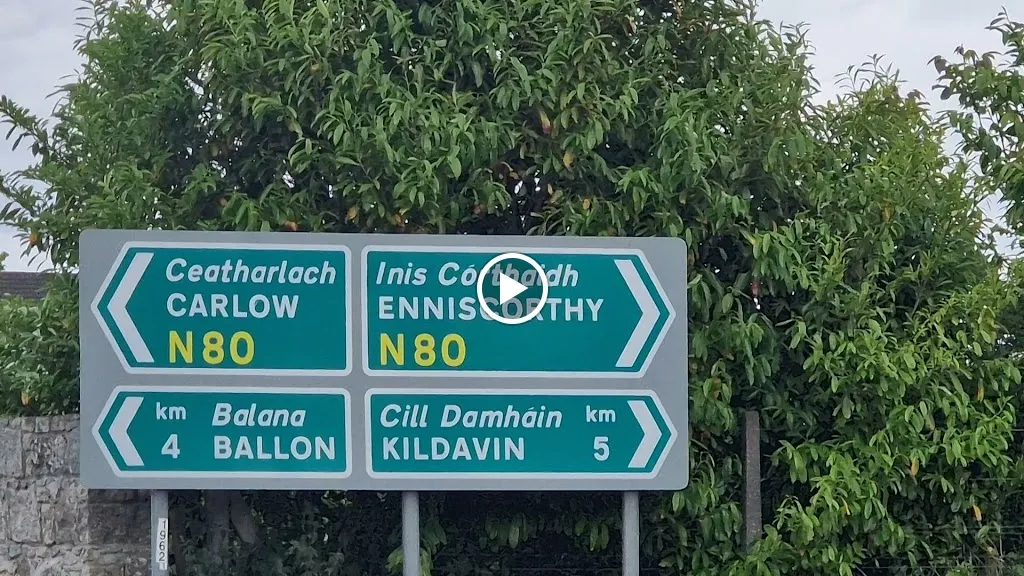 Ceatharlach
CARLOW
N80
Inis Córthaidh
ENNISCORTHY
N80
km Balana
4 BALLON
Cill Damháin km
KILDAVIN 5
1962